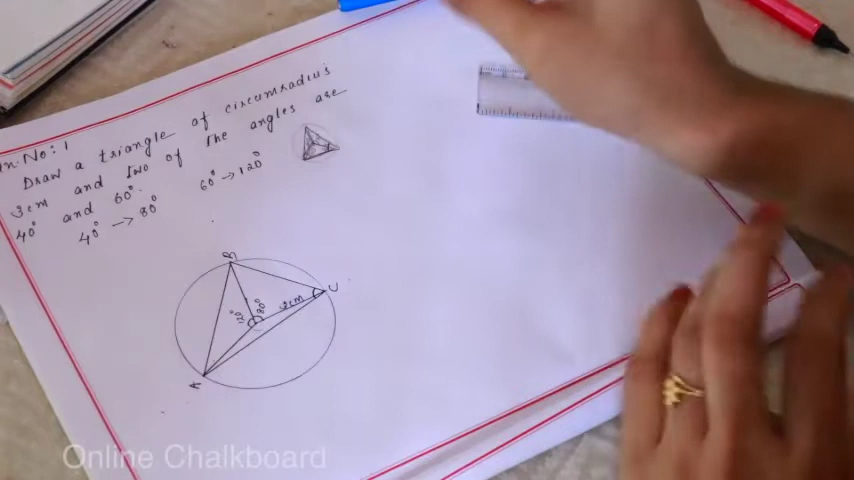 Qn.No: 1
Draw a triangle of circumradius
3cm and two of the angles are
40° and 60°.
60° → 120°
40° → 80°
B
120° 80° 3cm C
A
Online Chalkboard